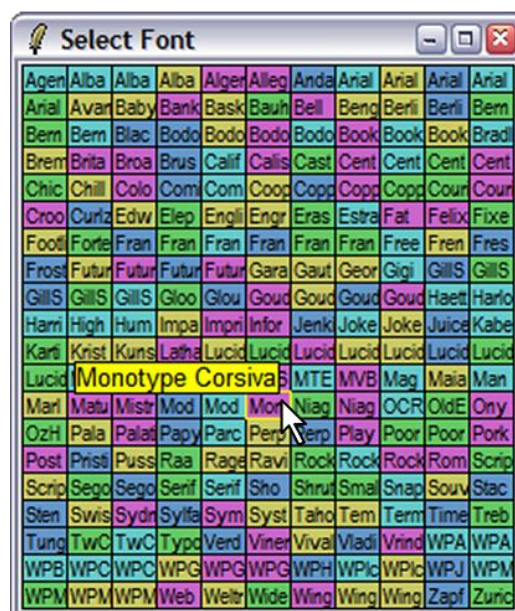 Select Font
Agen Alba Alba Alba Alger Alleg Anda Arial Arial Arial Arial
Arial Avan Baby Bank Bask Bauh Bell Beng Berli Berli Bern
Bern Bern Blac Bodo Bodo Bodo Bodo Book Book Book Bradl
Brem Brita Broa Brus Calif Calis Cast Cent Cent Cent Cent
Chic Chill Colo Comi Com Coop Copp Copp Copp Couri Couri
Croo Curlz Edw Elep Engli Engr Eras Estra Fat Felix Fixe
Footli Forte Fran Fran Fran Fran Fran Fran Free Fren Fres
Frost Futur Futur Futur Futur Gara Gaut Geor Gigi GillS GillS
GillS GillS GillS Gloo Glou Goud Goud Goud Goud Haett Harlo
Harri High Hum Impa Impri Infor Jenki Joke Joke Juice Kabe
Karti Krist Kuns Latha Lucid Lucid Lucid Lucid Lucid Lucid Lucid
Lucid Monotype Corsiva S MTE MVB Mag Maia Man
Marl Matu Mistr Mod Mod Mon Niag Niag OCR OldE Ony
OzH Pala Palat Papy Parc Perp Perp Play Poor Poor Pork
Post Pristi Puss Raa Rage Ravi Rock Rock Rock Rom Scrip
Scrip Sego Sego Serif Serif Sho Shrut Smal Snap Souv Stac
Sten Swis Sydn Sylfa Sym Syst Taho Tem Term Time Treb
Tung TwC TwC Typo Verd Viner Vival Vladi Vrind WPA WPA
WPB WPC WPC WPG WPG WPG WPH WPIc WPIc WPJ WPM
WPM WPM WPM Web Weltr Wide Wing Wing Wing Zapf Zuric